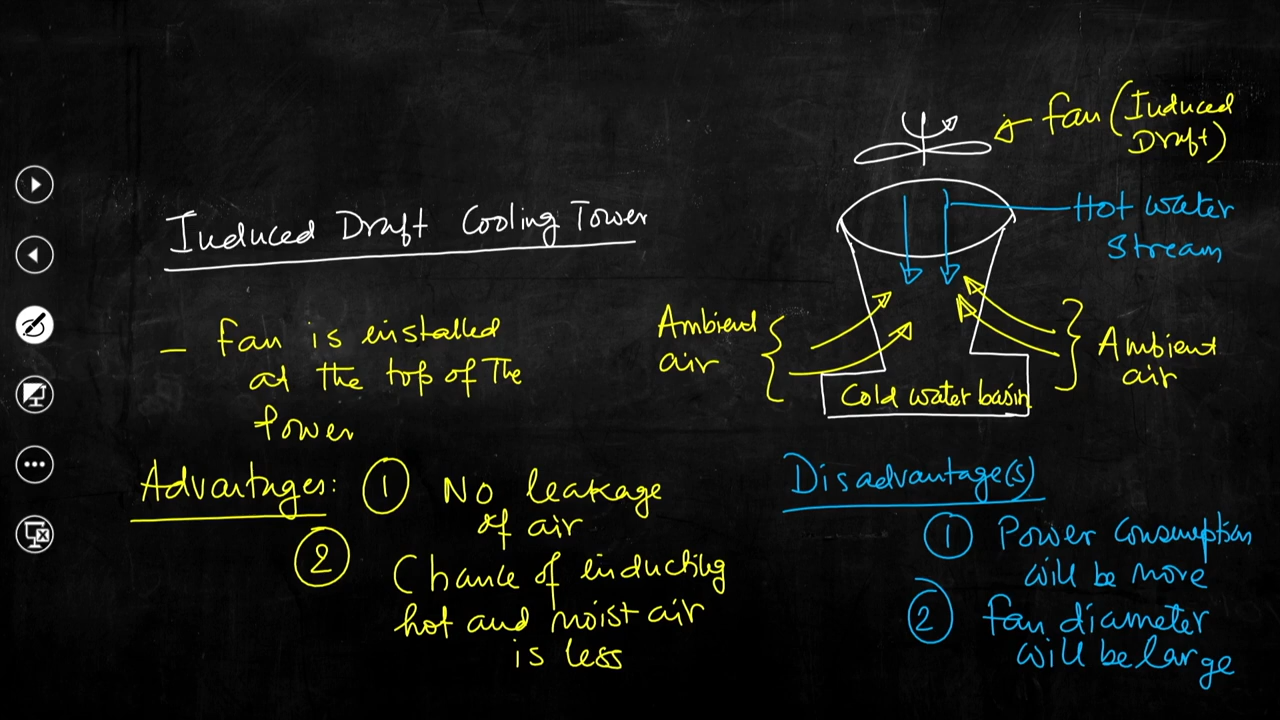 Induced Draft Cooling Tower
– fan is installed
at the top of the
tower
Advantages: ① No leakage
of air
② Chance of inducting
hot and moist air
is less
fan (Induced
Draft)
Hot water
stream
Ambient
air
Ambient
air
Cold water basin
Disadvantage(s)
① Power consumption
will be more
② fan diameter
will be large